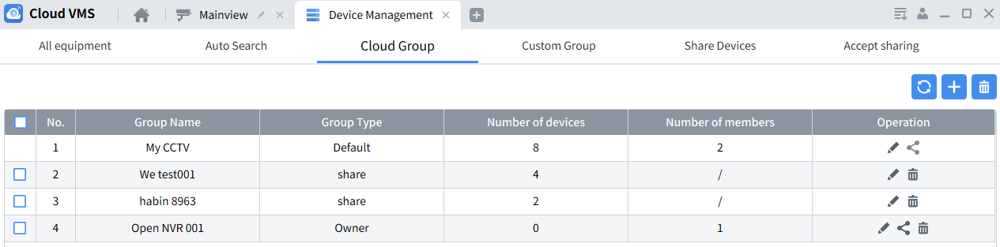 Cloud VMS Mainview Device Management
All equipment Auto Search Cloud Group Custom Group Share Devices Accept sharing
No. Group Name Group Type Number of devices Number of members Operation
1 My CCTV Default 8 2
2 We test001 share 4 /
3 habin 8963 share 2 /
4 Open NVR 001 Owner 0 1